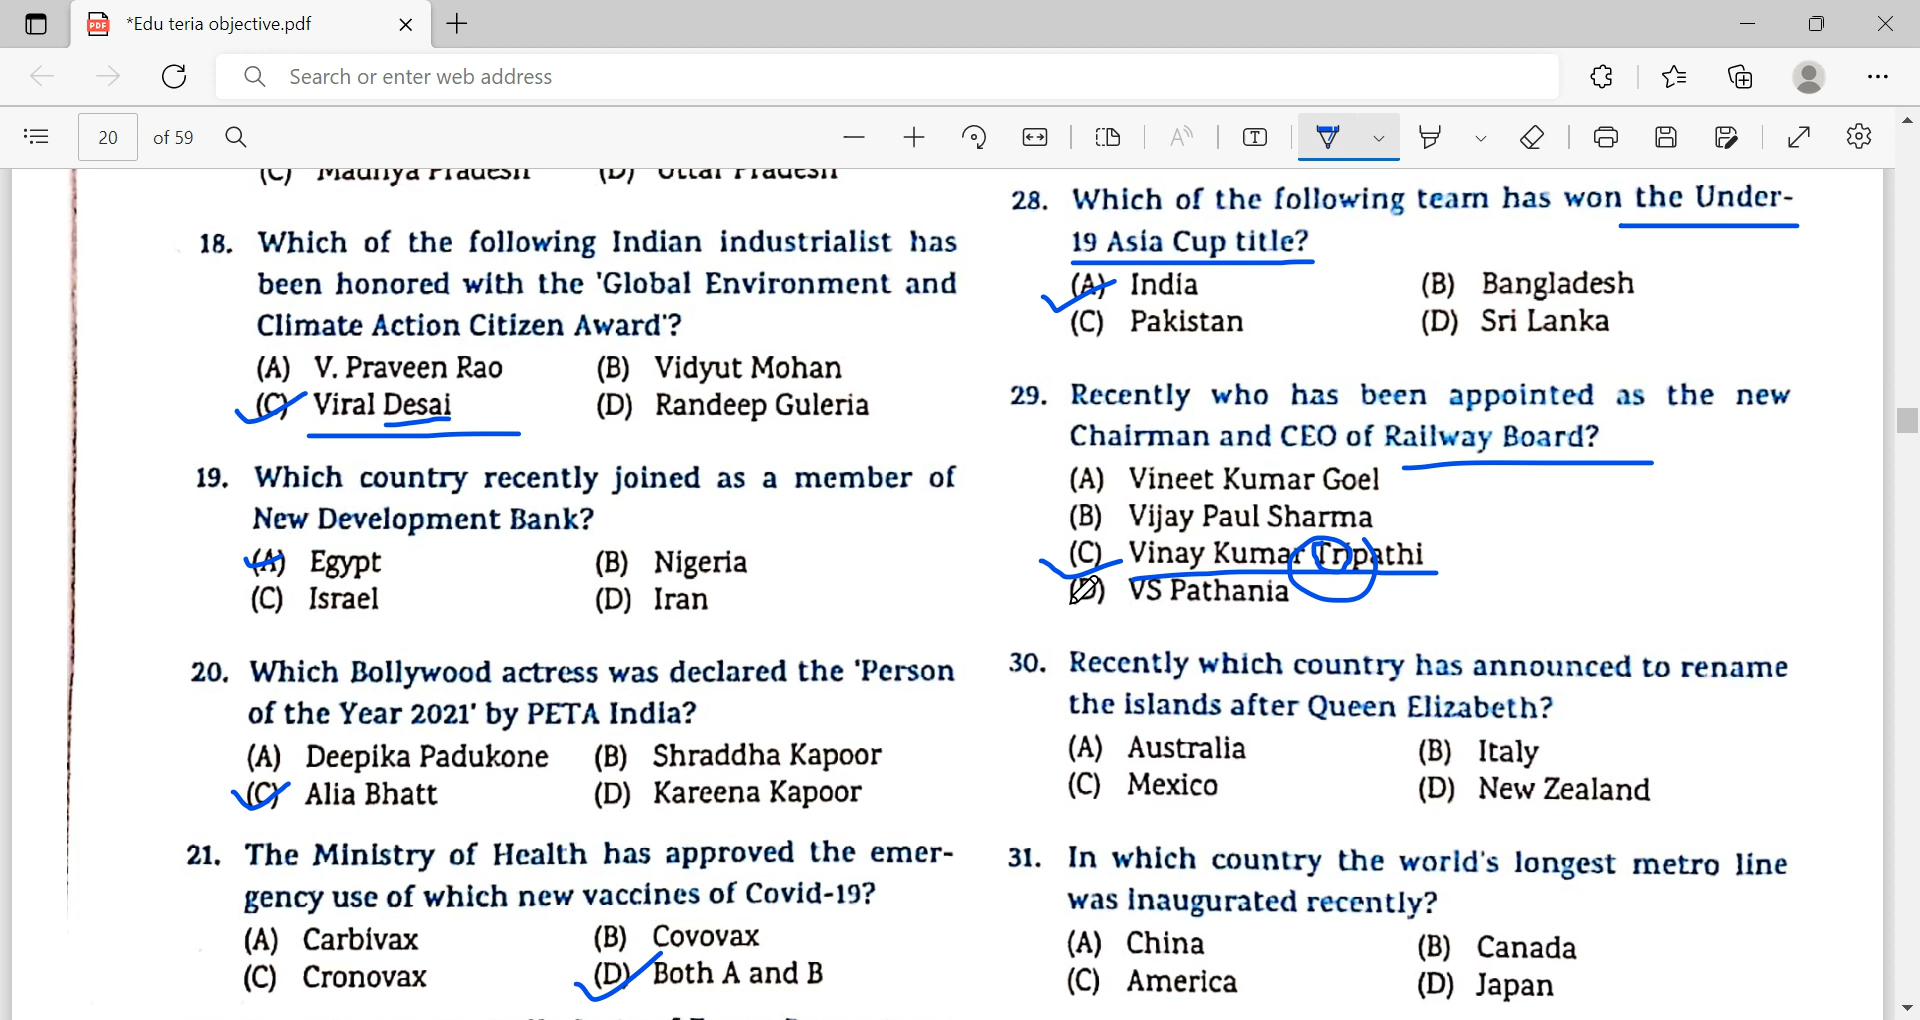 *Edu teria objective.pdf
Search or enter web address
20 of 59
(C) Madhya Pradesh (D) Uttar Pradesh
18. Which of the following Indian industrialist has
been honored with the 'Global Environment and
Climate Action Citizen Award'?
(A) V. Praveen Rao (B) Vidyut Mohan
(C) Viral Desai (D) Randeep Guleria
19. Which country recently joined as a member of
New Development Bank?
(A) Egypt (B) Nigeria
(C) Israel (D) Iran
20. Which Bollywood actress was declared the 'Person
of the Year 2021' by PETA India?
(A) Deepika Padukone (B) Shraddha Kapoor
(C) Alia Bhatt (D) Kareena Kapoor
21. The Ministry of Health has approved the emer-
gency use of which new vaccines of Covid-19?
(A) Carbivax (B) Covovax
(C) Cronovax (D) Both A and B
28. Which of the following team has won the Under-
19 Asia Cup title?
(A) India (B) Bangladesh
(C) Pakistan (D) Sri Lanka
29. Recently who has been appointed as the new
Chairman and CEO of Railway Board?
(A) Vineet Kumar Goel
(B) Vijay Paul Sharma
(C) Vinay Kumar Tripathi
(D) VS Pathania
30. Recently which country has announced to rename
the islands after Queen Elizabeth?
(A) Australia (B) Italy
(C) Mexico (D) New Zealand
31. In which country the world's longest metro line
was inaugurated recently?
(A) China (B) Canada
(C) America (D) Japan